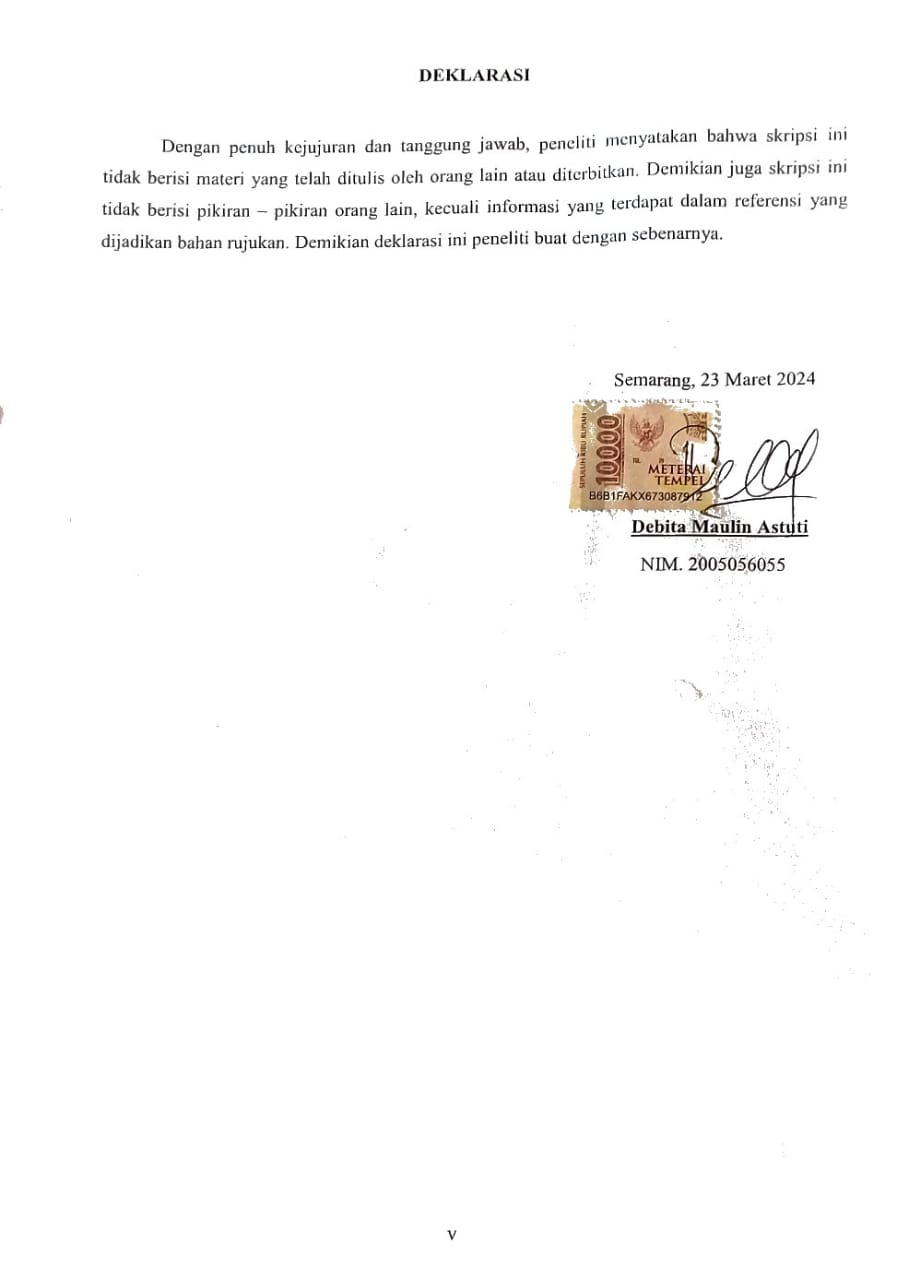 DEKLARASI
Dengan penuh kejujuran dan tanggung jawab, peneliti menyatakan bahwa skripsi ini
tidak berisi materi yang telah ditulis oleh orang lain atau diterbitkan. Demikian juga skripsi ini
tidak berisi pikiran – pikiran orang lain, kecuali informasi yang terdapat dalam referensi yang
dijadikan bahan rujukan. Demikian deklarasi ini peneliti buat dengan sebenarnya.
Semarang, 23 Maret 2024
SEPULUH RIBU RUPIAH
10000
TGL. 20
METERAI
TEMPEL
B6B1FAKX673087912
Debita Maulin Astuti
NIM. 2005056055
v